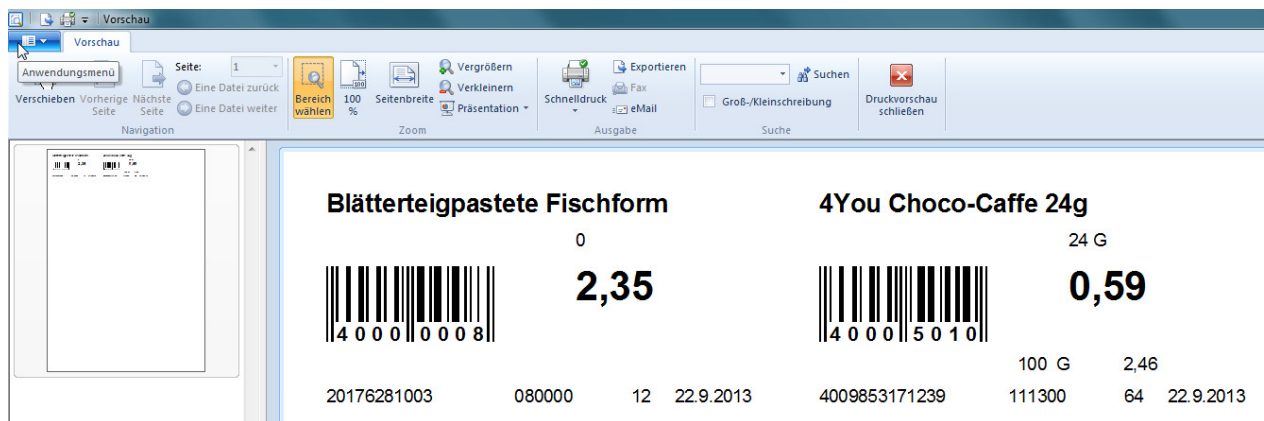 Vorschau
Vorschau
Anwendungsmenü
Verschieben
Vorherige Seite
Nächste Seite
Seite: 1
Eine Datei zurück
Eine Datei weiter
Navigation
Bereich wählen
100 %
100
Seitenbreite
Vergrößern
Verkleinern
Präsentation
Zoom
Schnelldruck
Exportieren
Fax
eMail
Ausgabe
Suchen
Groß-/Kleinschreibung
Suche
Druckvorschau schließen
Blätterteigpastete Fischform
0
2,35
4000 0008
20176281003 080000 12 22.9.2013
4You Choco-Caffe 24g
24 G
0,59
4000 5010
100 G 2,46
4009853171239 111300 64 22.9.2013